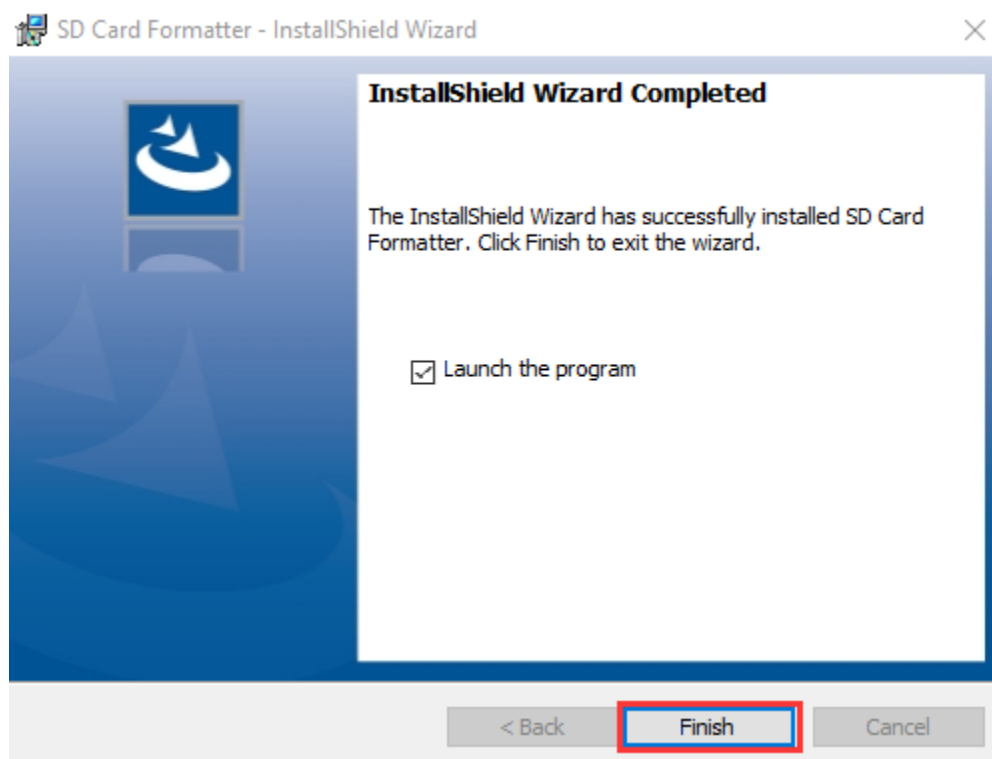 SD Card Formatter - InstallShield Wizard
InstallShield Wizard Completed
The InstallShield Wizard has successfully installed SD Card
Formatter. Click Finish to exit the wizard.
Launch the program
< Back
Finish
Cancel